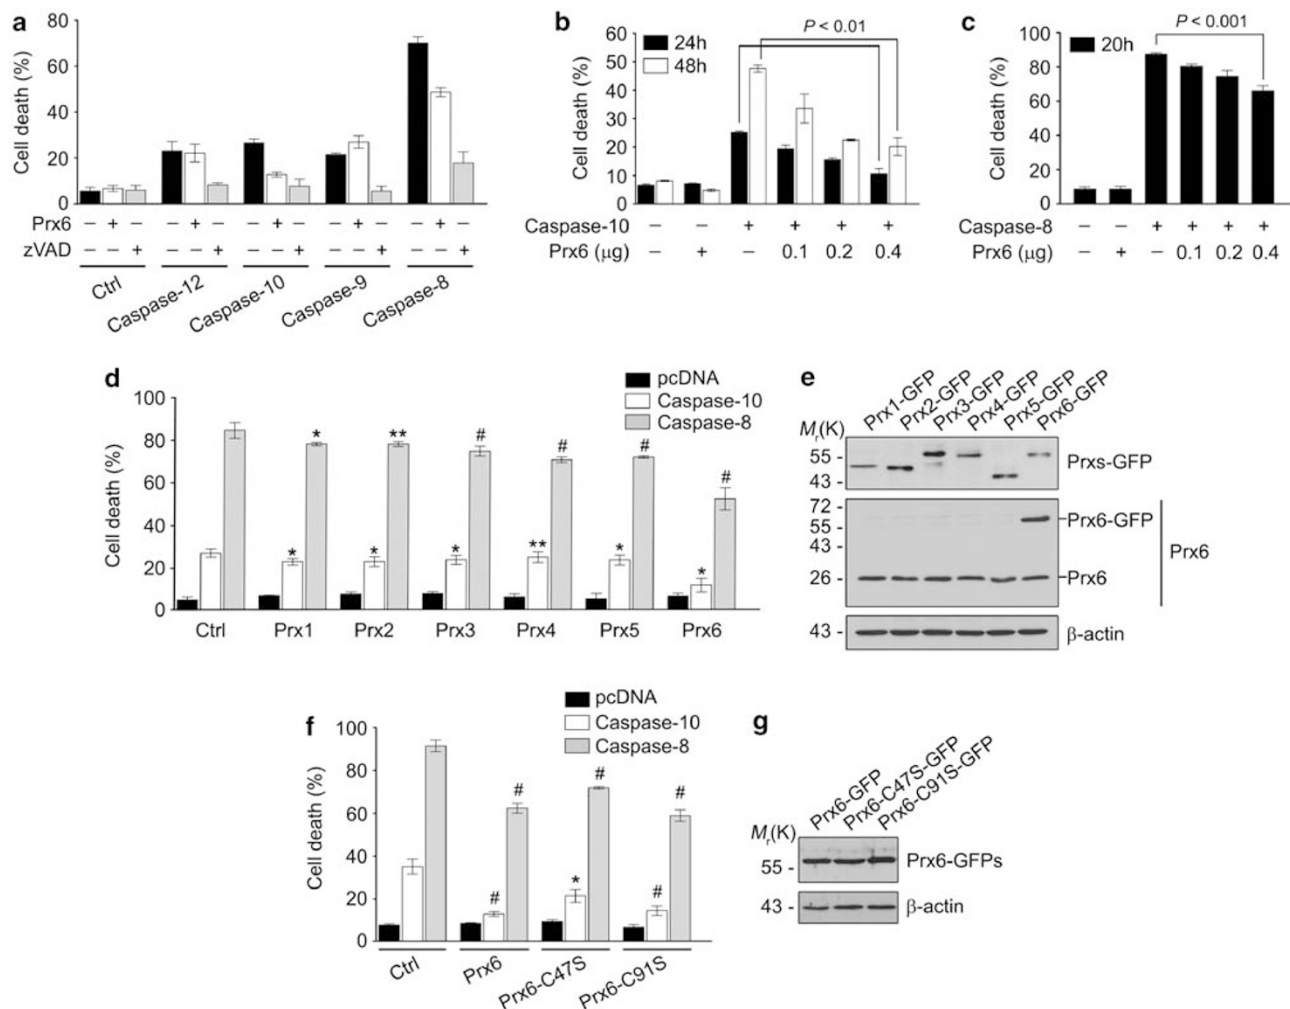 a
Cell death (%)
80
60
40
20
0
Prx6 – + – – + – – + – – + – – + –
zVAD – – + – – + – – + – – + – – +
Ctrl
Caspase-12
Caspase-10
Caspase-9
Caspase-8
b
24h
48h
P < 0.01
Cell death (%)
60
50
40
30
20
10
0
Caspase-10 – – + + + +
Prx6 (μg) – + – 0.1 0.2 0.4
c
20h
P < 0.001
Cell death (%)
100
80
60
40
20
0
Caspase-8 – – + + + +
Prx6 (μg) – + – 0.1 0.2 0.4
d
pcDNA
Caspase-10
Caspase-8
Cell death (%)
100
80
60
40
20
0
* ** # # # #
* * * ** * *
Ctrl Prx1 Prx2 Prx3 Prx4 Prx5 Prx6
e
Prx1-GFP
Prx2-GFP
Prx3-GFP
Prx4-GFP
Prx5-GFP
Prx6-GFP
Mr(K)
55 -
43 -
Prxs-GFP
72 -
55 -
43 -
26 -
Prx6-GFP
Prx6
Prx6
43 -
β-actin
f
pcDNA
Caspase-10
Caspase-8
Cell death (%)
100
80
60
40
20
0
# # #
# * #
Ctrl
Prx6
Prx6-C47S
Prx6-C91S
g
Prx6-GFP
Prx6-C47S-GFP
Prx6-C91S-GFP
Mr(K)
55 -
Prx6-GFPs
43 -
β-actin